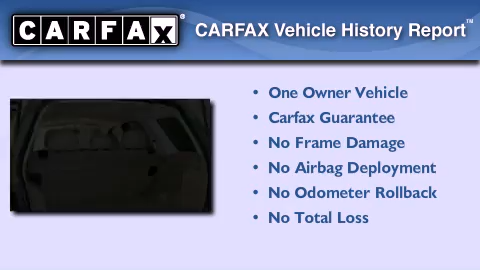 CARFAX® CARFAX Vehicle History Report™
• One Owner Vehicle
• Carfax Guarantee
• No Frame Damage
• No Airbag Deployment
• No Odometer Rollback
• No Total Loss